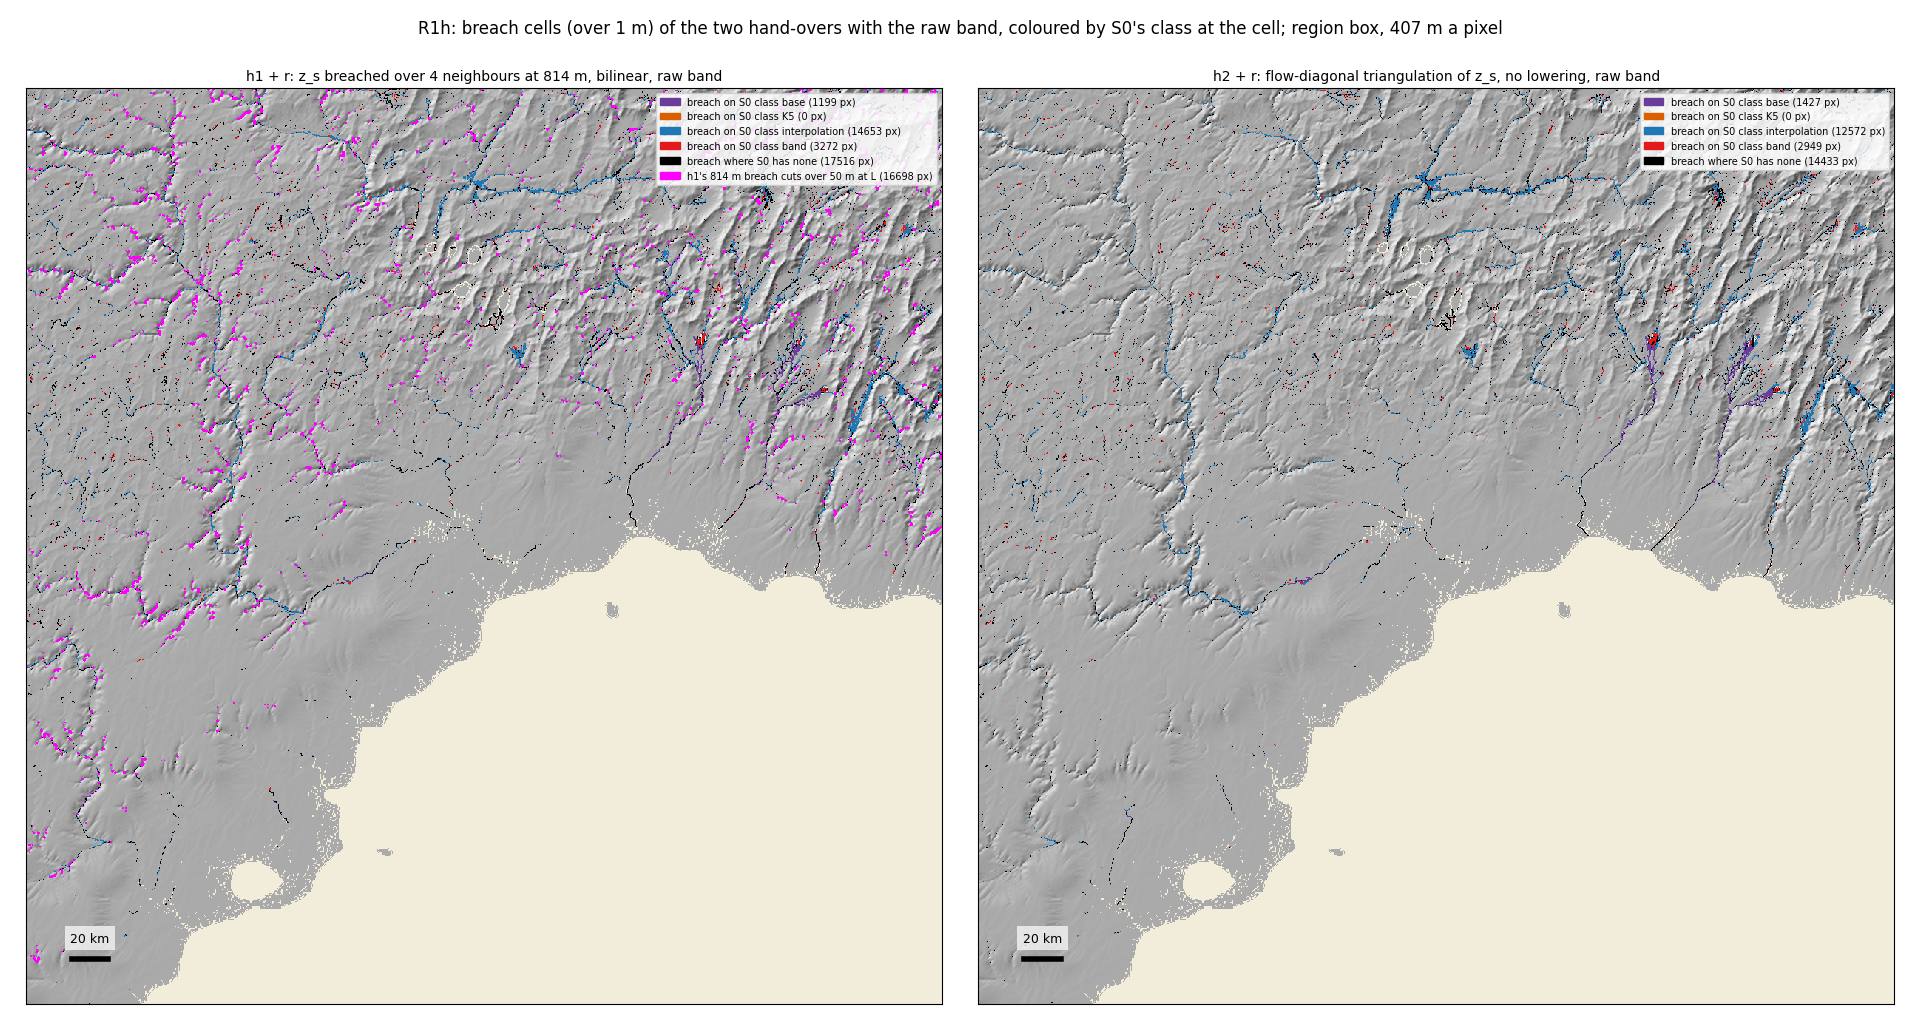 R1h: breach cells (over 1 m) of the two hand-overs with the raw band, coloured by S0's class at the cell; region box, 407 m a pixel
h1 + r: z_s breached over 4 neighbours at 814 m, bilinear, raw band
breach on S0 class base (1199 px)
breach on S0 class K5 (0 px)
breach on S0 class interpolation (14653 px)
breach on S0 class band (3272 px)
breach where S0 has none (17516 px)
h1's 814 m breach cuts over 50 m at L (16698 px)
20 km
h2 + r: flow-diagonal triangulation of z_s, no lowering, raw band
breach on S0 class base (1427 px)
breach on S0 class K5 (0 px)
breach on S0 class interpolation (12572 px)
breach on S0 class band (2949 px)
breach where S0 has none (14433 px)
20 km